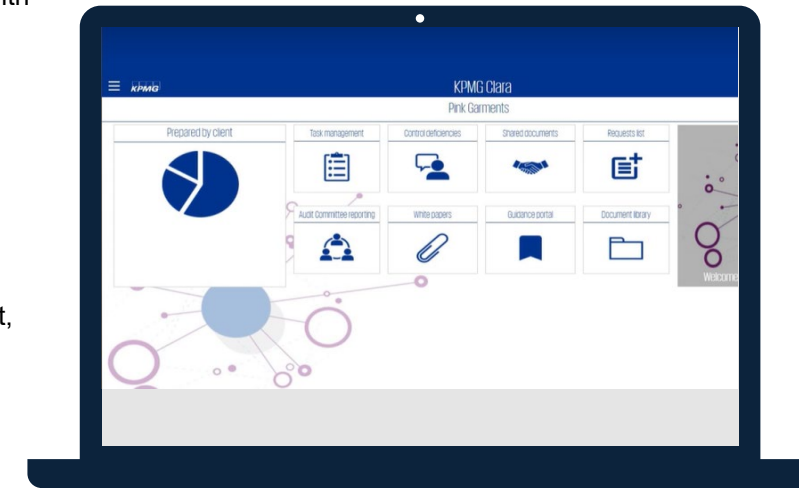 KPMG
KPMG Clara
Pink Garments
Prepared by client
Task management
Control deficiencies
Shared documents
Requests list
Audit Committee reporting
White papers
Guidance portal
Document library
Welcome
t,